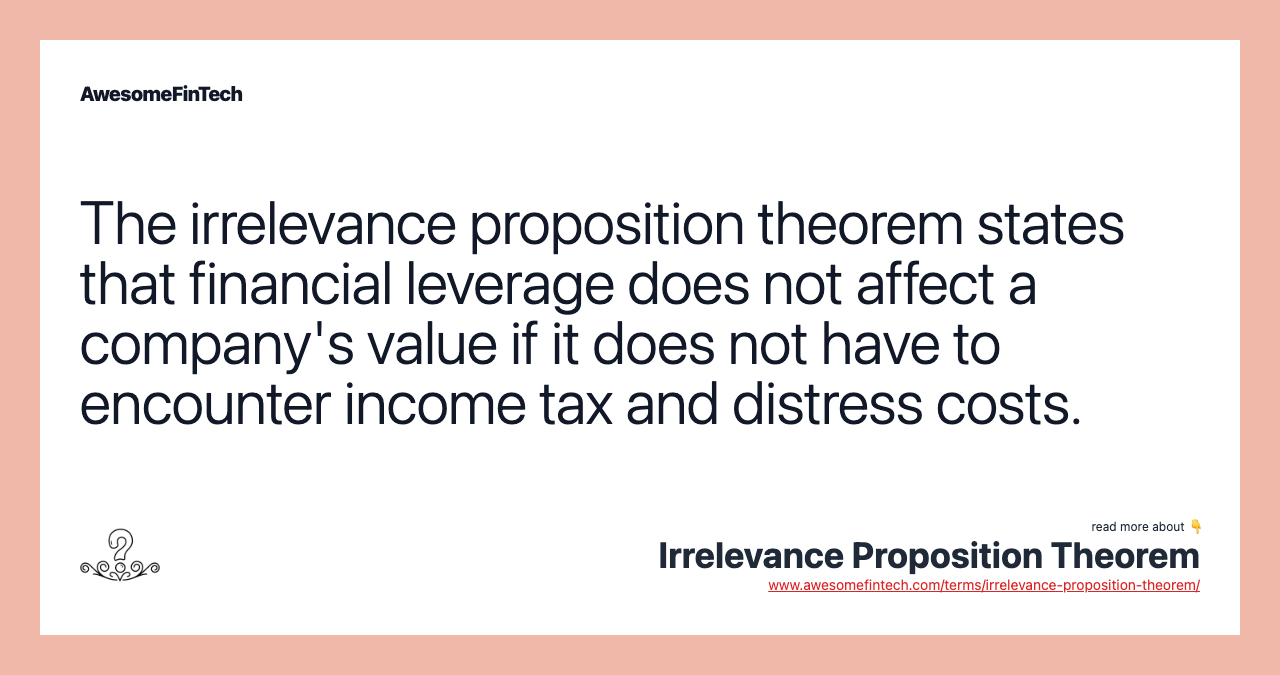 AwesomeFinTech
The irrelevance proposition theorem states
that financial leverage does not affect a
company's value if it does not have to
encounter income tax and distress costs.
read more about 👇
Irrelevance Proposition Theorem
www.awesomefintech.com/terms/irrelevance-proposition-theorem/